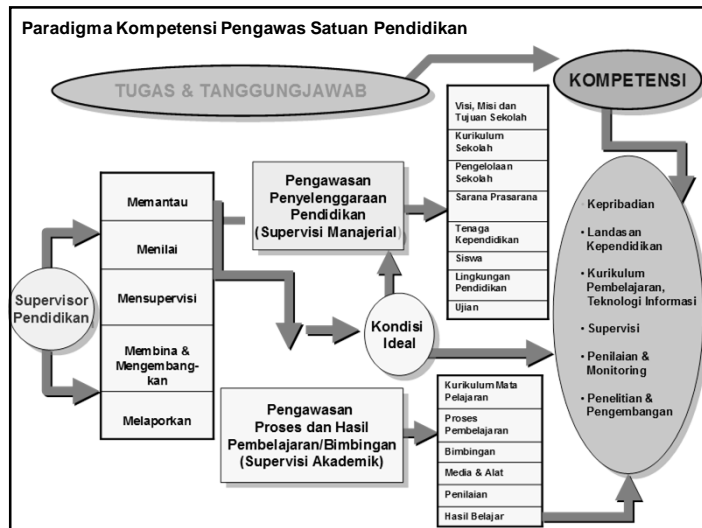 Paradigma Kompetensi Pengawas Satuan Pendidikan
TUGAS & TANGGUNGJAWAB
KOMPETENSI
Supervisor
Pendidikan
Memantau
Menilai
Mensupervisi
Membina &
Mengembang-
kan
Melaporkan
Pengawasan
Penyelenggaraan
Pendidikan
(Supervisi Manajerial)
Kondisi
Ideal
Pengawasan
Proses dan Hasil
Pembelajaran/Bimbingan
(Supervisi Akademik)
Visi, Misi dan
Tujuan Sekolah
Kurikulum
Sekolah
Pengelolaan
Sekolah
Sarana Prasarana
Tenaga
Kependidikan
Siswa
Lingkungan
Pendidikan
Ujian
Kurikulum Mata
Pelajaran
Proses
Pembelajaran
Bimbingan
Media & Alat
Penilaian
Hasil Belajar
• Kepribadian
• Landasan
Kependidikan
• Kurikulum
Pembelajaran,
Teknologi Informasi
• Supervisi
• Penilaian &
Monitoring
• Penelitian &
Pengembangan